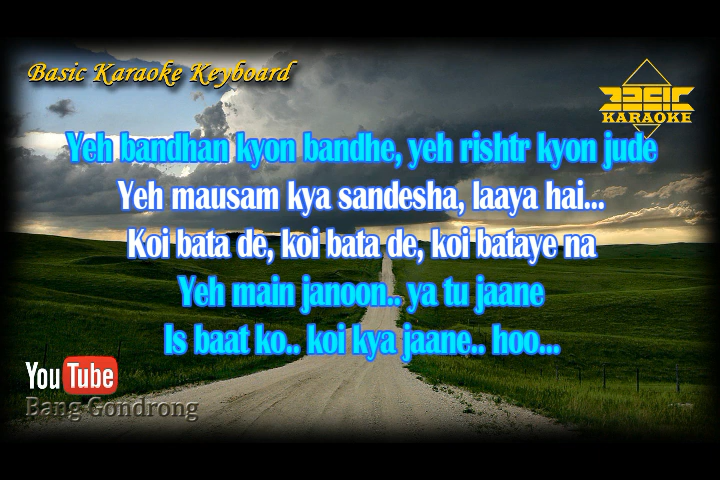 Basic Karaoke Keyboard
BASIC
KARAOKE
Yeh bandhan kyon bandhe, yeh rishtr kyon jude
Yeh mausam kya sandesha, laaya hai...
Koi bata de, koi bata de, koi bataye na
Yeh main janoon.. ya tu jaane
Is baat ko.. koi kya jaane.. hoo...
YouTube
Bang Gondrong